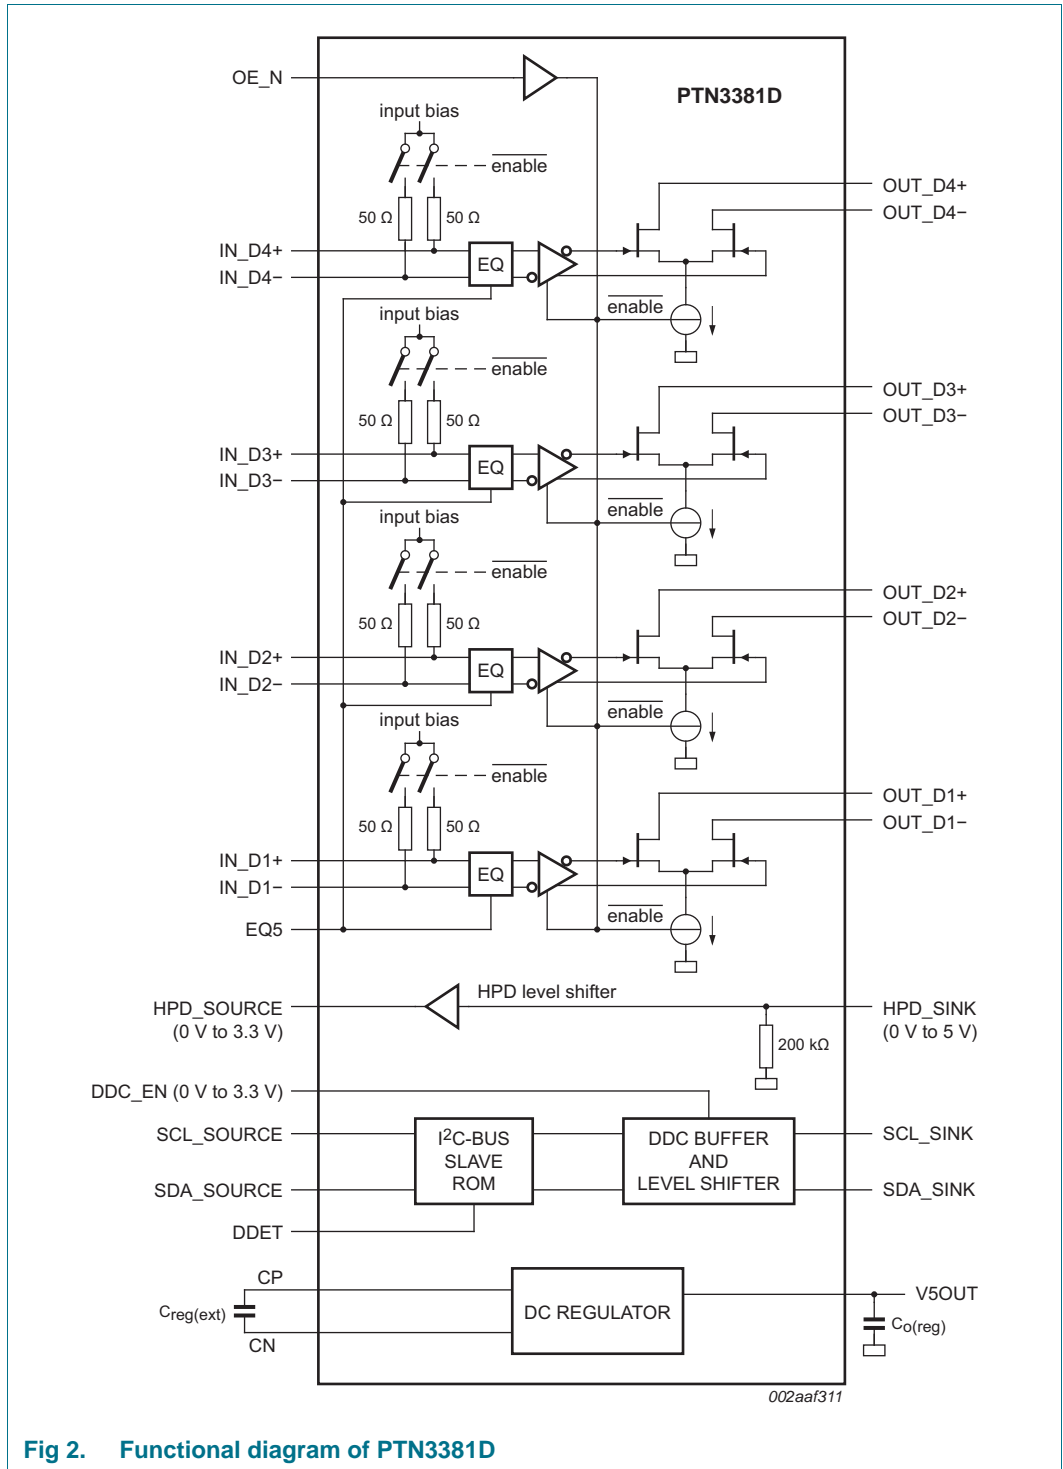 OE_N
PTN3381D
input bias
enable
50 Ω
50 Ω
OUT_D4+
OUT_D4−
IN_D4+
IN_D4−
EQ
enable
input bias
enable
50 Ω
50 Ω
OUT_D3+
OUT_D3−
IN_D3+
IN_D3−
EQ
enable
input bias
enable
50 Ω
50 Ω
OUT_D2+
OUT_D2−
IN_D2+
IN_D2−
EQ
enable
input bias
enable
50 Ω
50 Ω
OUT_D1+
OUT_D1−
IN_D1+
IN_D1−
EQ
enable
EQ5
HPD_SOURCE
(0 V to 3.3 V)
HPD level shifter
HPD_SINK
(0 V to 5 V)
200 kΩ
DDC_EN (0 V to 3.3 V)
SCL_SOURCE
SDA_SOURCE
I²C-BUS
SLAVE
ROM
DDC BUFFER
AND
LEVEL SHIFTER
SCL_SINK
SDA_SINK
DDET
CP
Creg(ext)
CN
DC REGULATOR
V5OUT
Co(reg)
002aaf311
Fig 2. Functional diagram of PTN3381D